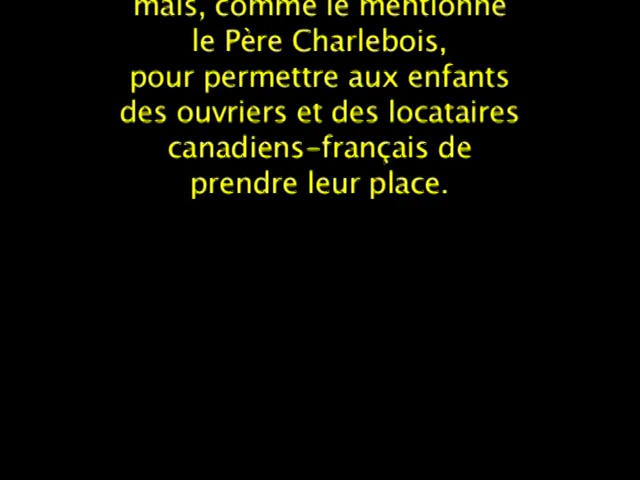 mais, comme le mentionne
le Père Charlebois,
pour permettre aux enfants
des ouvriers et des locataires
canadiens-français de
prendre leur place.